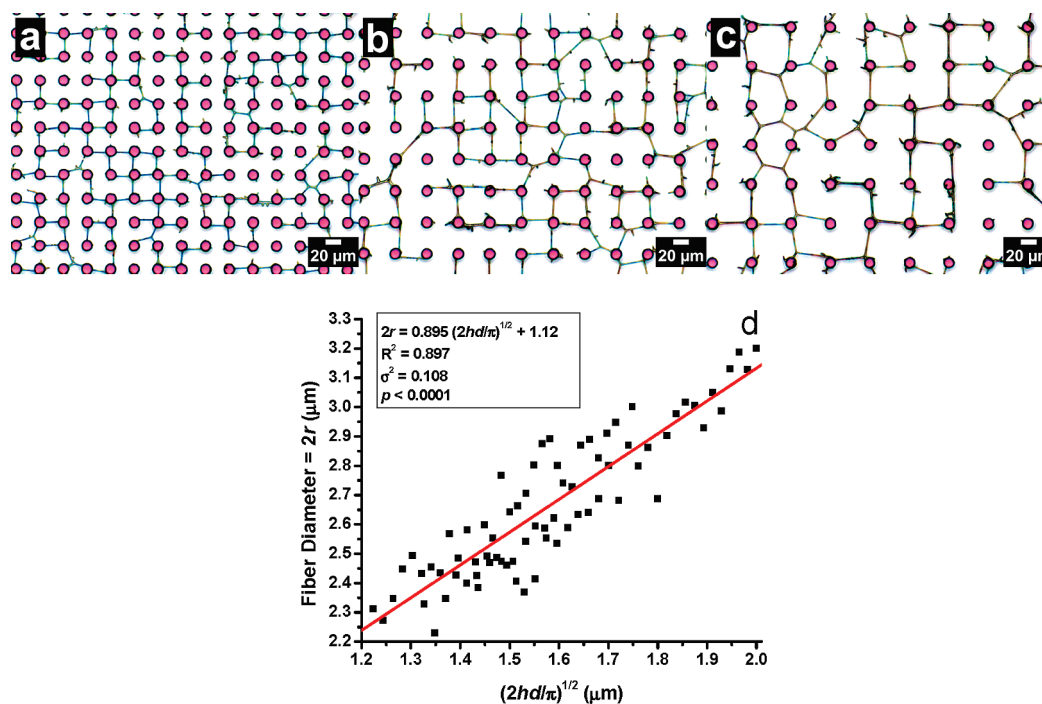 a
b
c
20 μm
20 μm
20 μm
d
2r = 0.895 (2hd/π)^1/2 + 1.12
R^2 = 0.897
σ^2 = 0.108
p < 0.0001
Fiber Diameter = 2r (μm)
3.3
3.2
3.1
3.0
2.9
2.8
2.7
2.6
2.5
2.4
2.3
2.2
1.2 1.3 1.4 1.5 1.6 1.7 1.8 1.9 2.0
(2hd/π)^1/2 (μm)